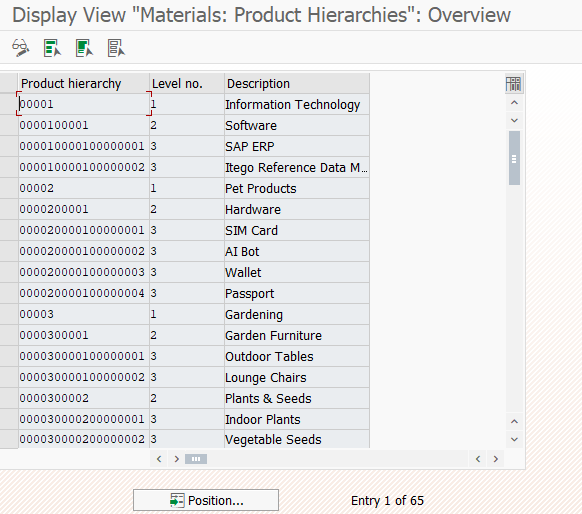 Display View "Materials: Product Hierarchies": Overview
Product hierarchy Level no. Description
00001 1 Information Technology
0000100001 2 Software
000010000100000001 3 SAP ERP
000010000100000002 3 Itego Reference Data M...
00002 1 Pet Products
0000200001 2 Hardware
000020000100000001 3 SIM Card
000020000100000002 3 AI Bot
000020000100000003 3 Wallet
000020000100000004 3 Passport
00003 1 Gardening
0000300001 2 Garden Furniture
000030000100000001 3 Outdoor Tables
000030000100000002 3 Lounge Chairs
0000300002 2 Plants & Seeds
000030000200000001 3 Indoor Plants
000030000200000002 3 Vegetable Seeds
Position... Entry 1 of 65